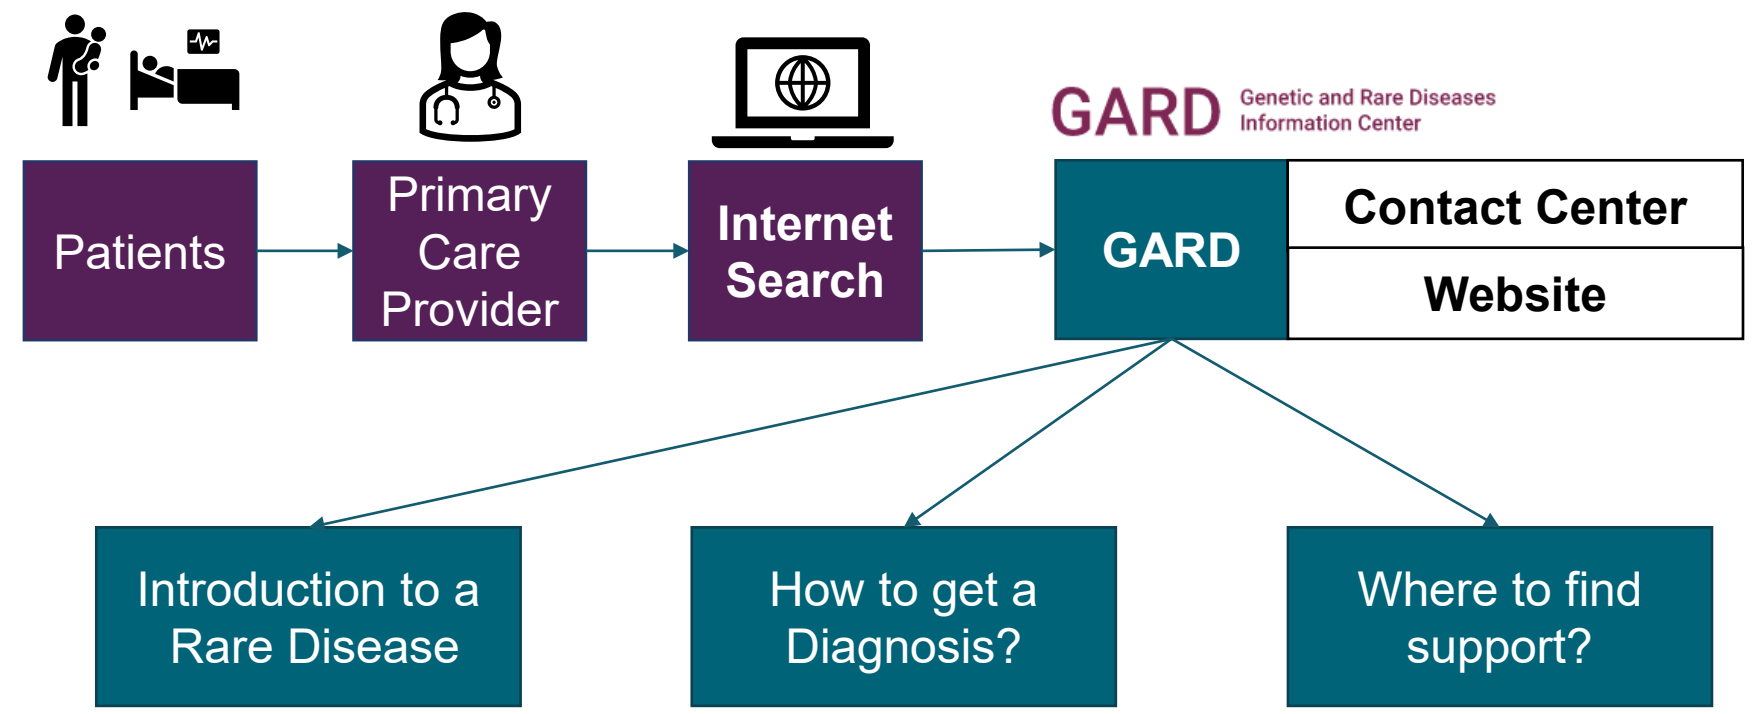 GARD
Genetic and Rare Diseases
Information Center
Patients
Primary
Care
Provider
Internet
Search
GARD
Contact Center
Website
Introduction to a
Rare Disease
How to get a
Diagnosis?
Where to find
support?